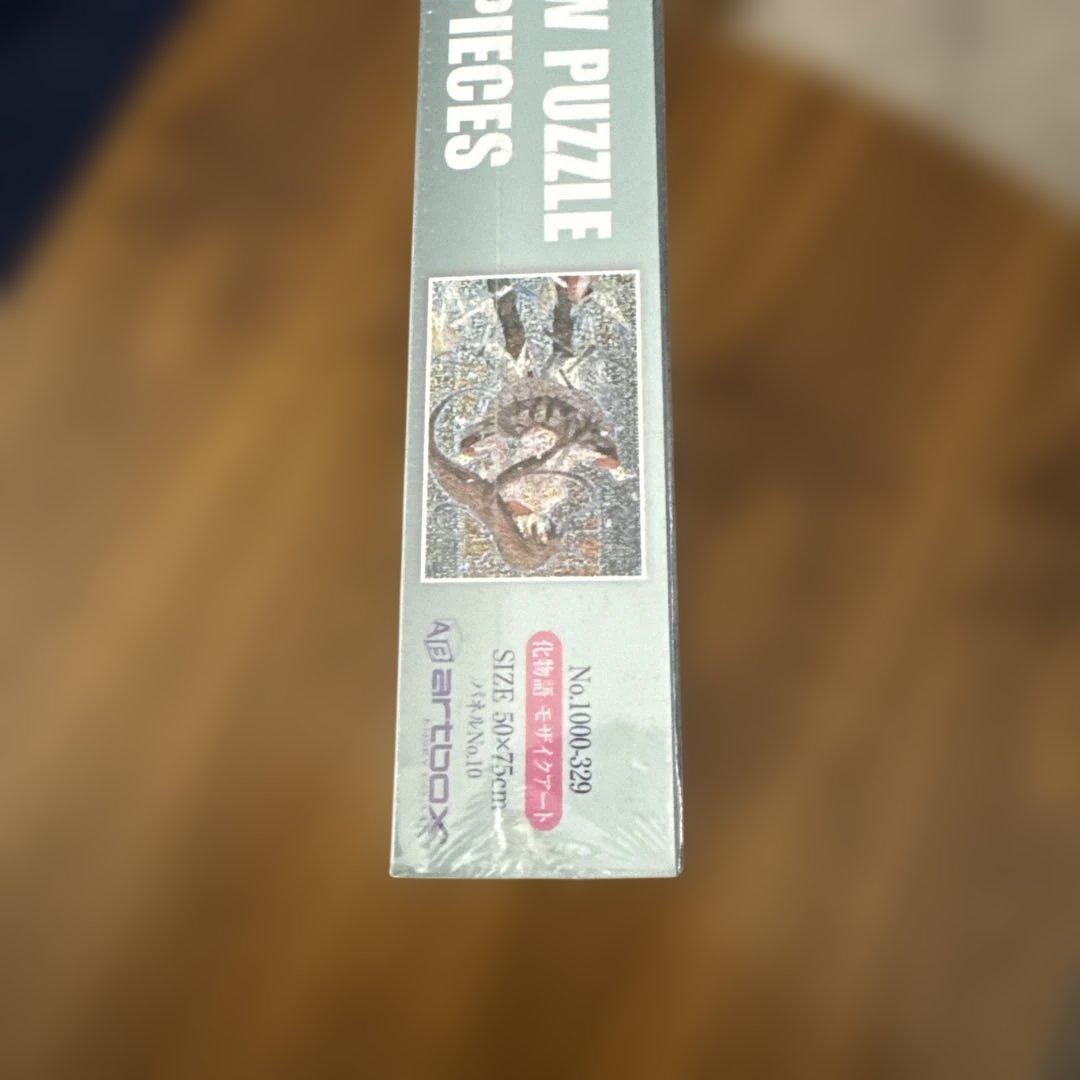 N PUZZLE
PIECES
No.1000-329
化物語 モザイクアート
SIZE 50×75cm
パネルNo.10
artbox